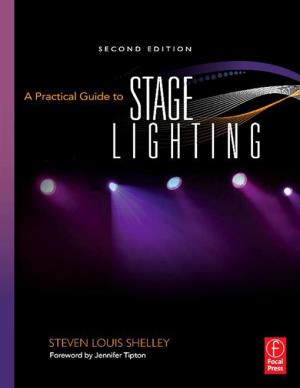 SECOND EDITION
A Practical Guide to STAGE
LIGHTING
STEVEN LOUIS SHELLEY
Foreword by Jennifer Tipton
Focal
Press